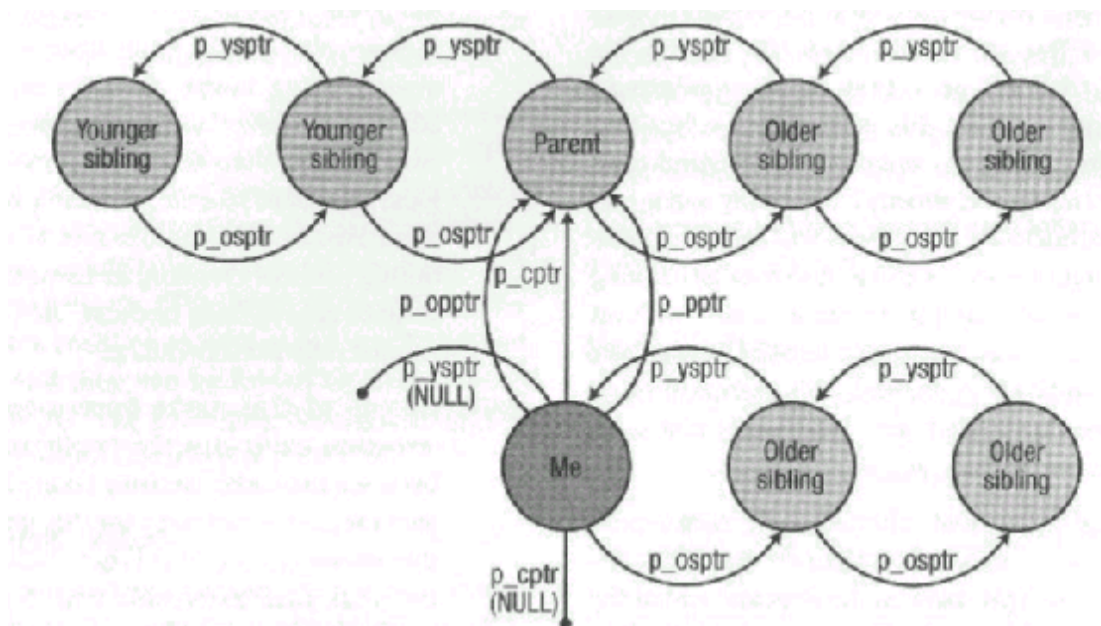 p_ysptr
p_ysptr
p_ysptr
p_ysptr
Younger
sibling
Younger
sibling
Parent
Older
sibling
Older
sibling
p_osptr
p_osptr
p_osptr
p_osptr
p_cptr
p_opptr
p_pptr
p_ysptr
(NULL)
p_ysptr
p_ysptr
Me
Older
sibling
Older
sibling
p_osptr
p_osptr
p_cptr
(NULL)